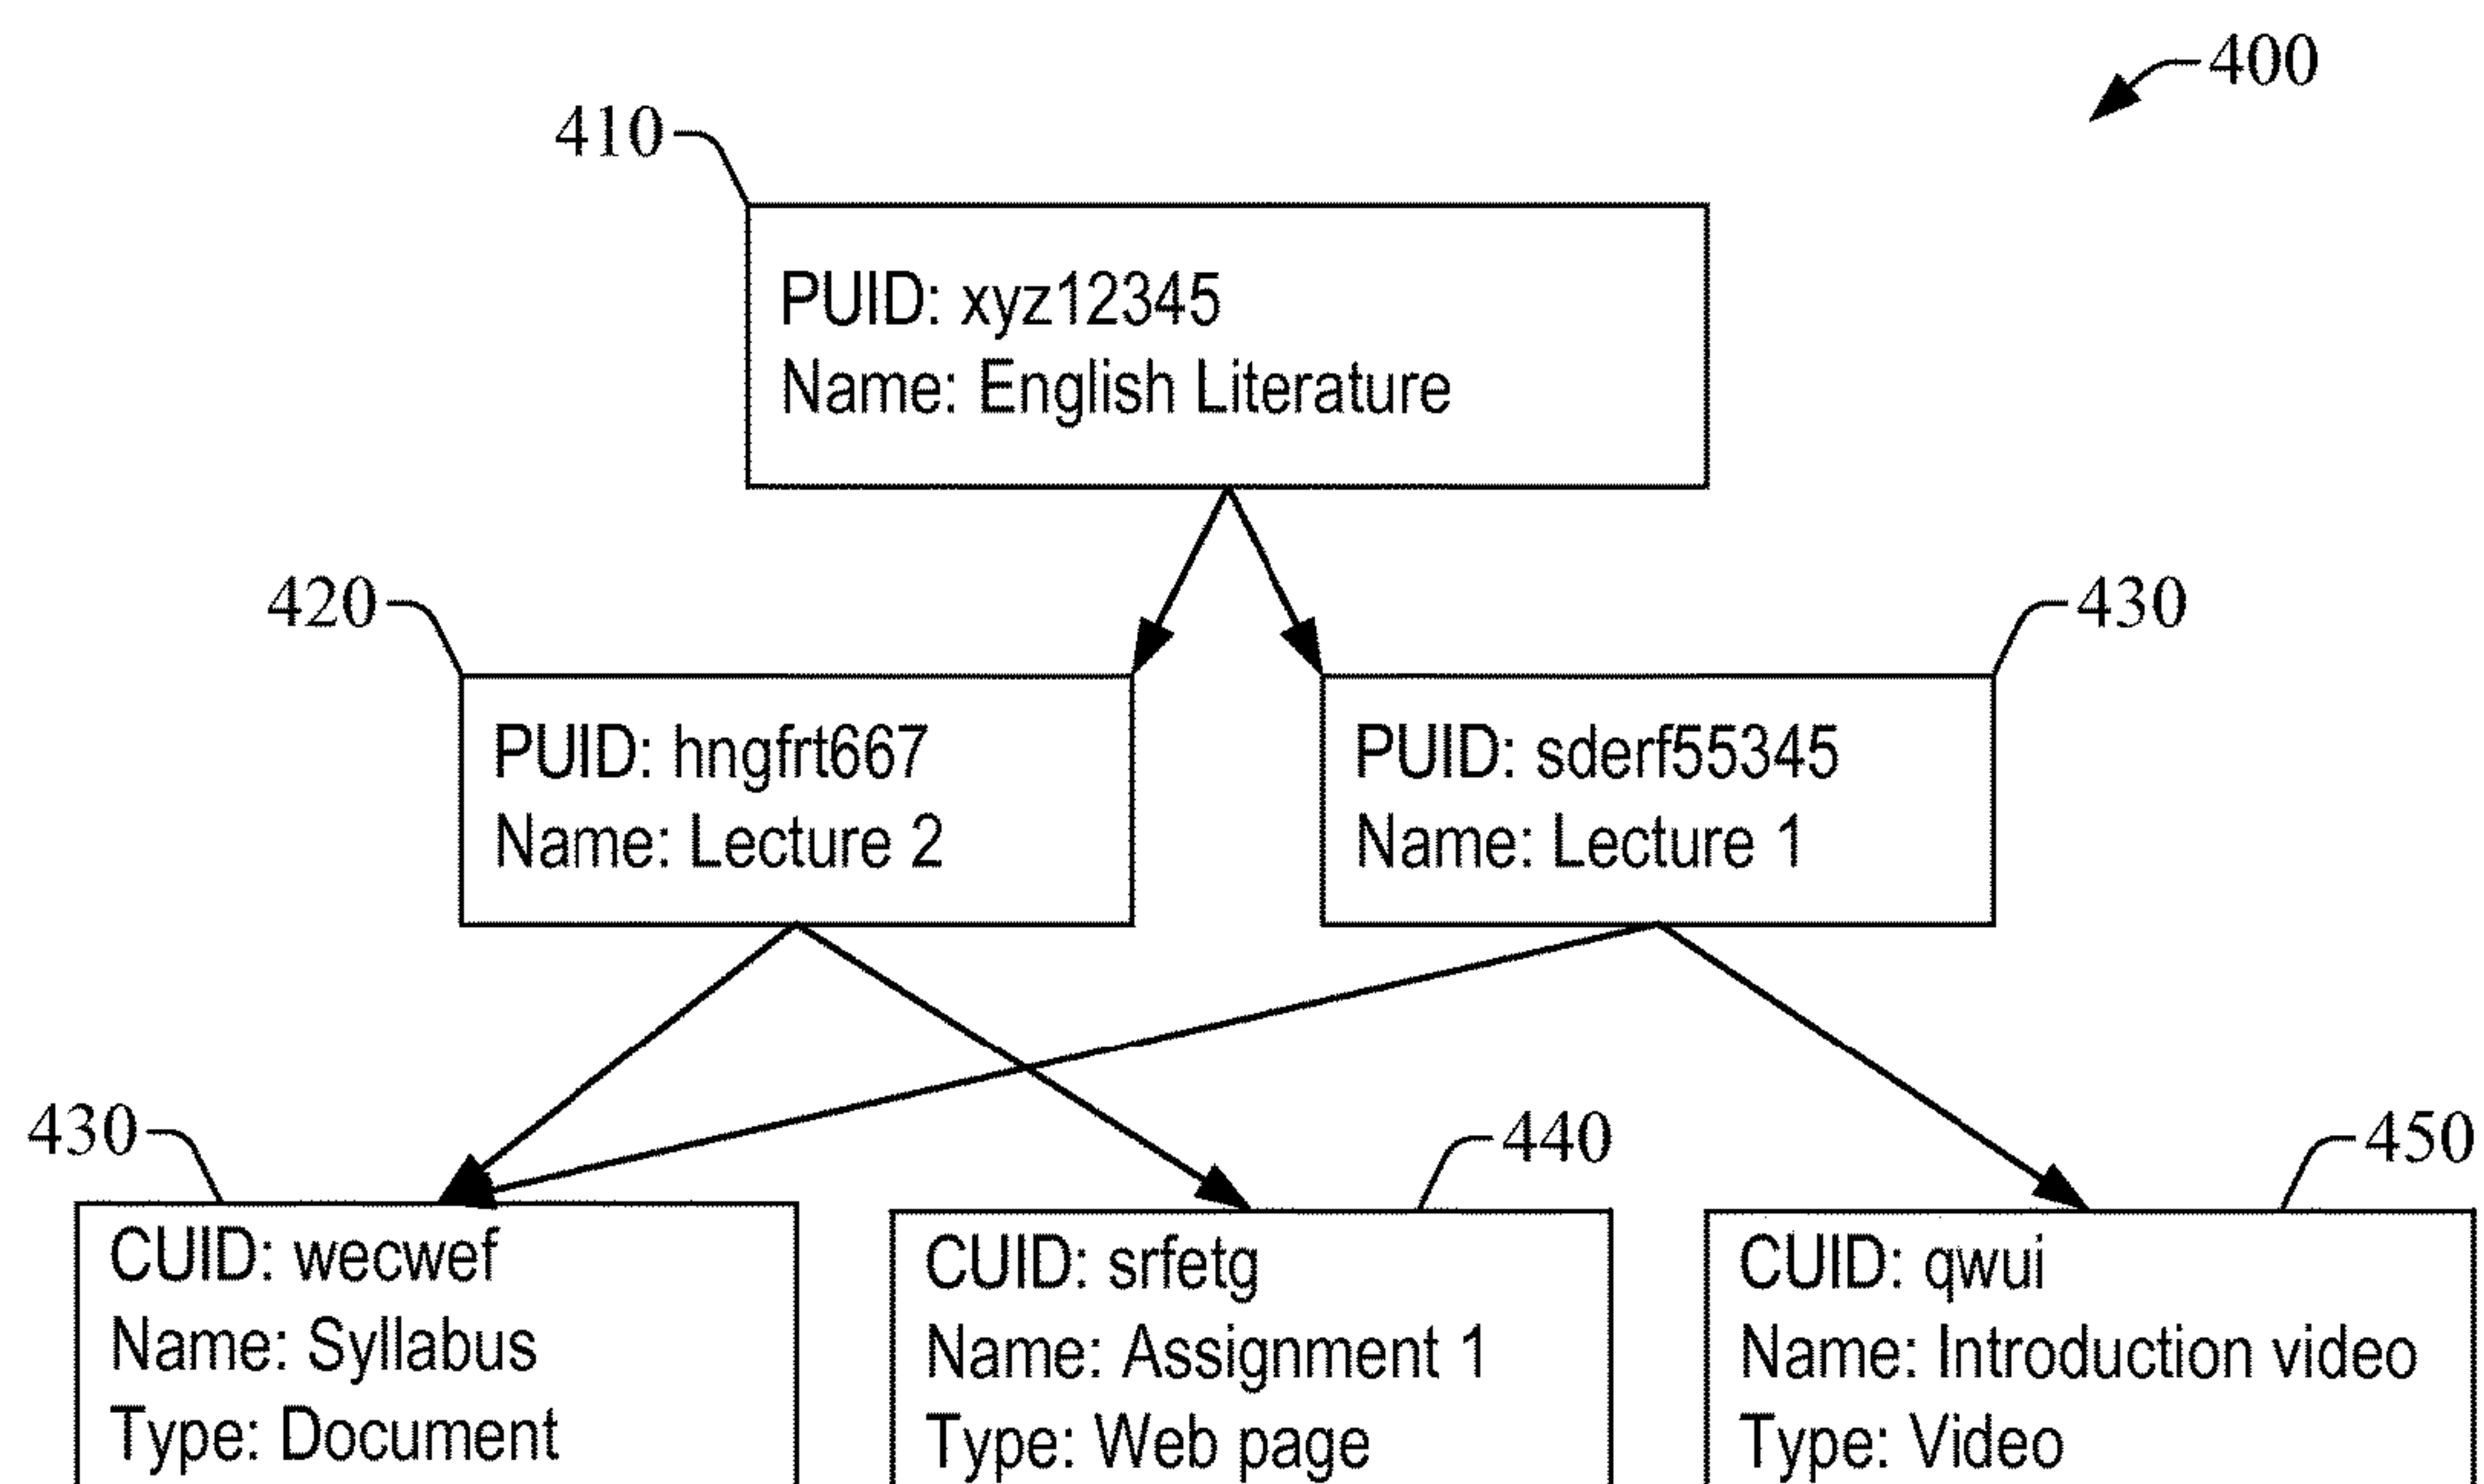 400
410
PUID: xyz12345
Name: English Literature
420
430
PUID: hngfrt667
Name: Lecture 2
PUID: sderf55345
Name: Lecture 1
430
440
450
CUID: wecwef
Name: Syllabus
Type: Document
CUID: srfetg
Name: Assignment 1
Type: Web page
CUID: qwui
Name: Introduction video
Type: Video